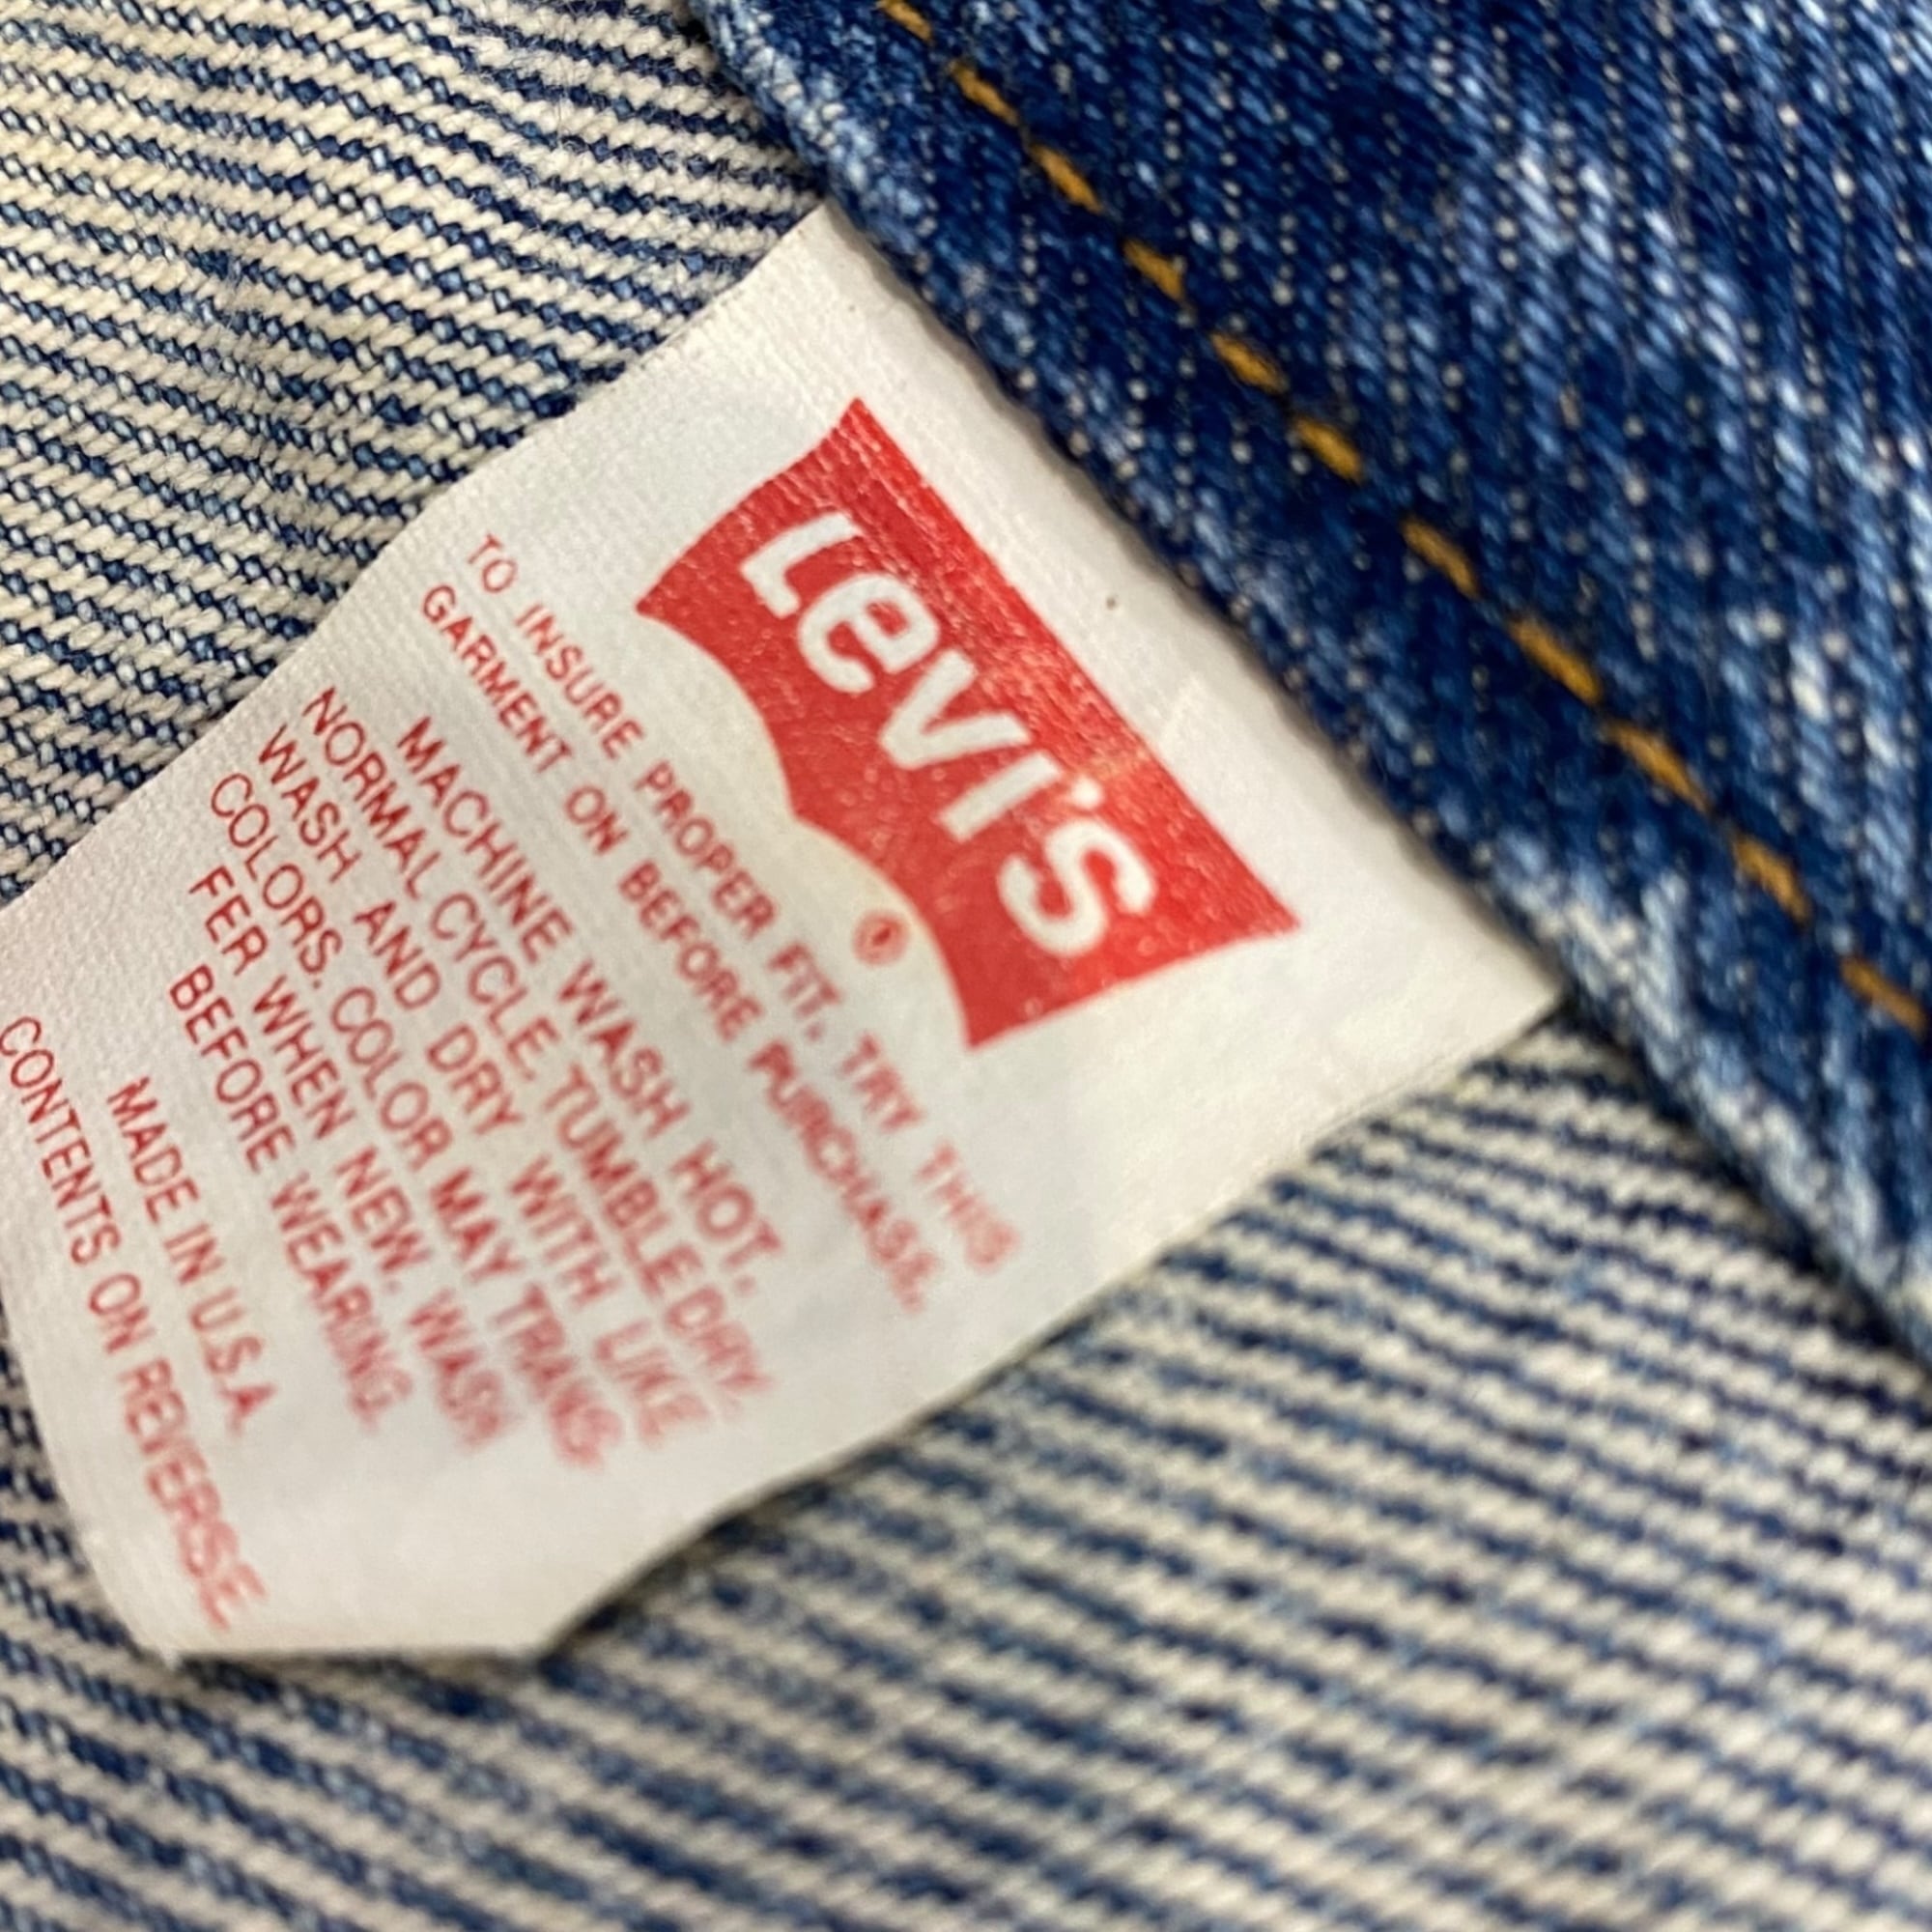 Levi's
®
TO INSURE PROPER FIT, TRY THIS
GARMENT ON BEFORE PURCHASE.
MACHINE WASH HOT.
NORMAL CYCLE. TUMBLE DRY.
WASH AND DRY WITH LIKE
COLORS. COLOR MAY TRANS-
FER WHEN NEW. WASH
BEFORE WEARING.
MADE IN U.S.A.
CONTENTS ON REVERSE